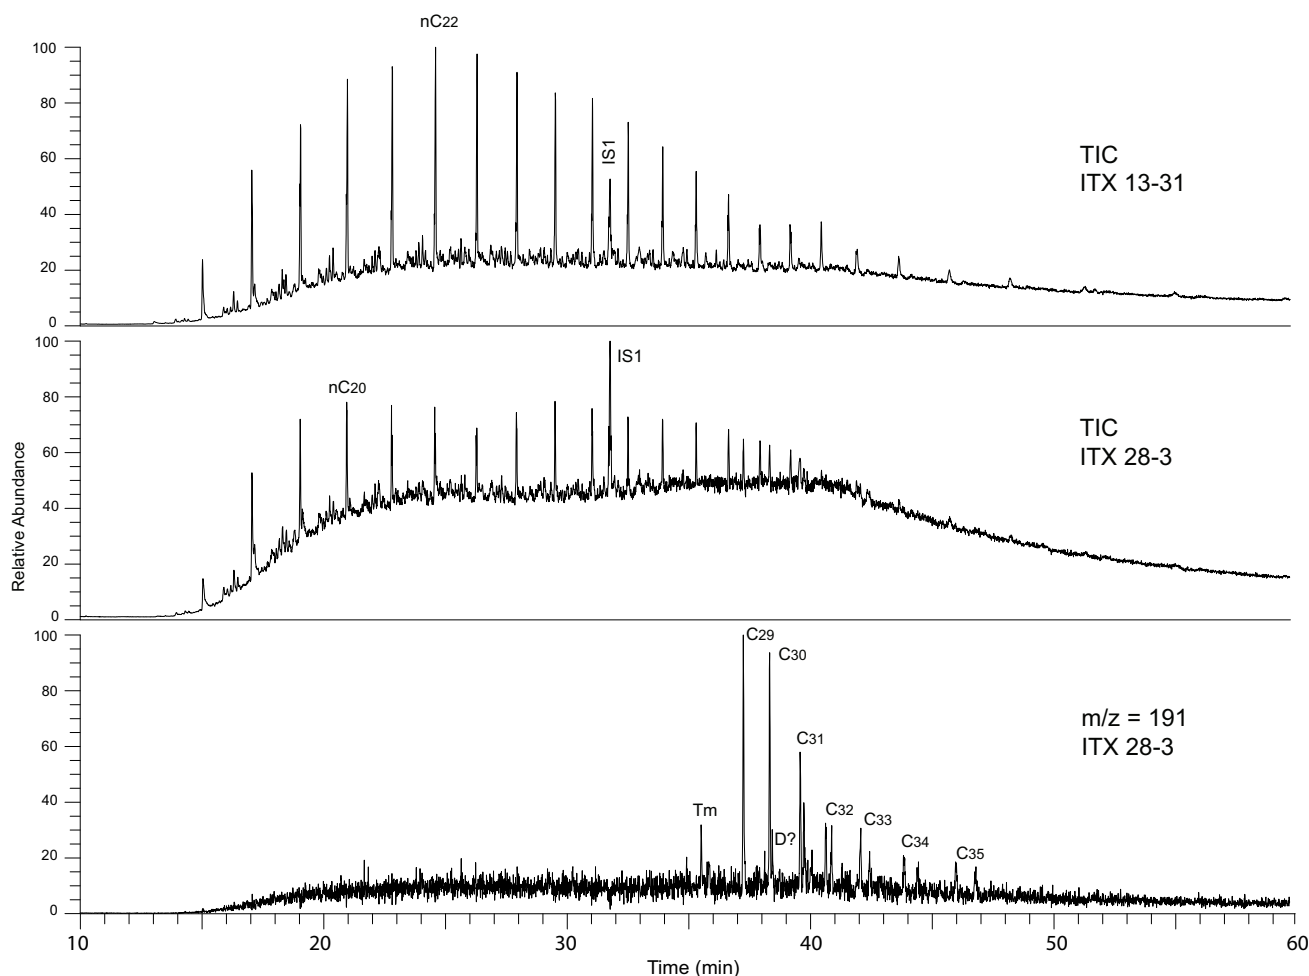 nC22
100
80
60
40
20
0
IS1
TIC
ITX 13-31
100
80
60
40
20
0
nC20
IS1
TIC
ITX 28-3
Relative Abundance
100
80
60
40
20
0
Tm
C29
C30
D?
C31
C32
C33
C34
C35
m/z = 191
ITX 28-3
10 20 30 40 50 60
Time (min)